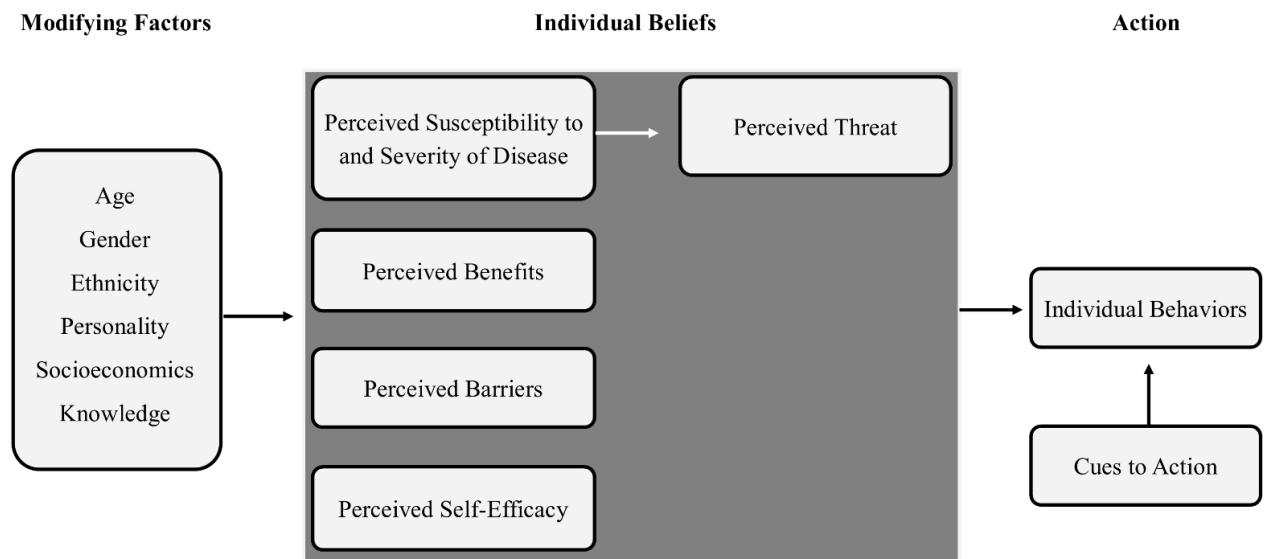 Modifying Factors
Individual Beliefs
Action
Age
Gender
Ethnicity
Personality
Socioeconomics
Knowledge
Perceived Susceptibility to
and Severity of Disease
Perceived Threat
Perceived Benefits
Perceived Barriers
Perceived Self-Efficacy
Individual Behaviors
Cues to Action